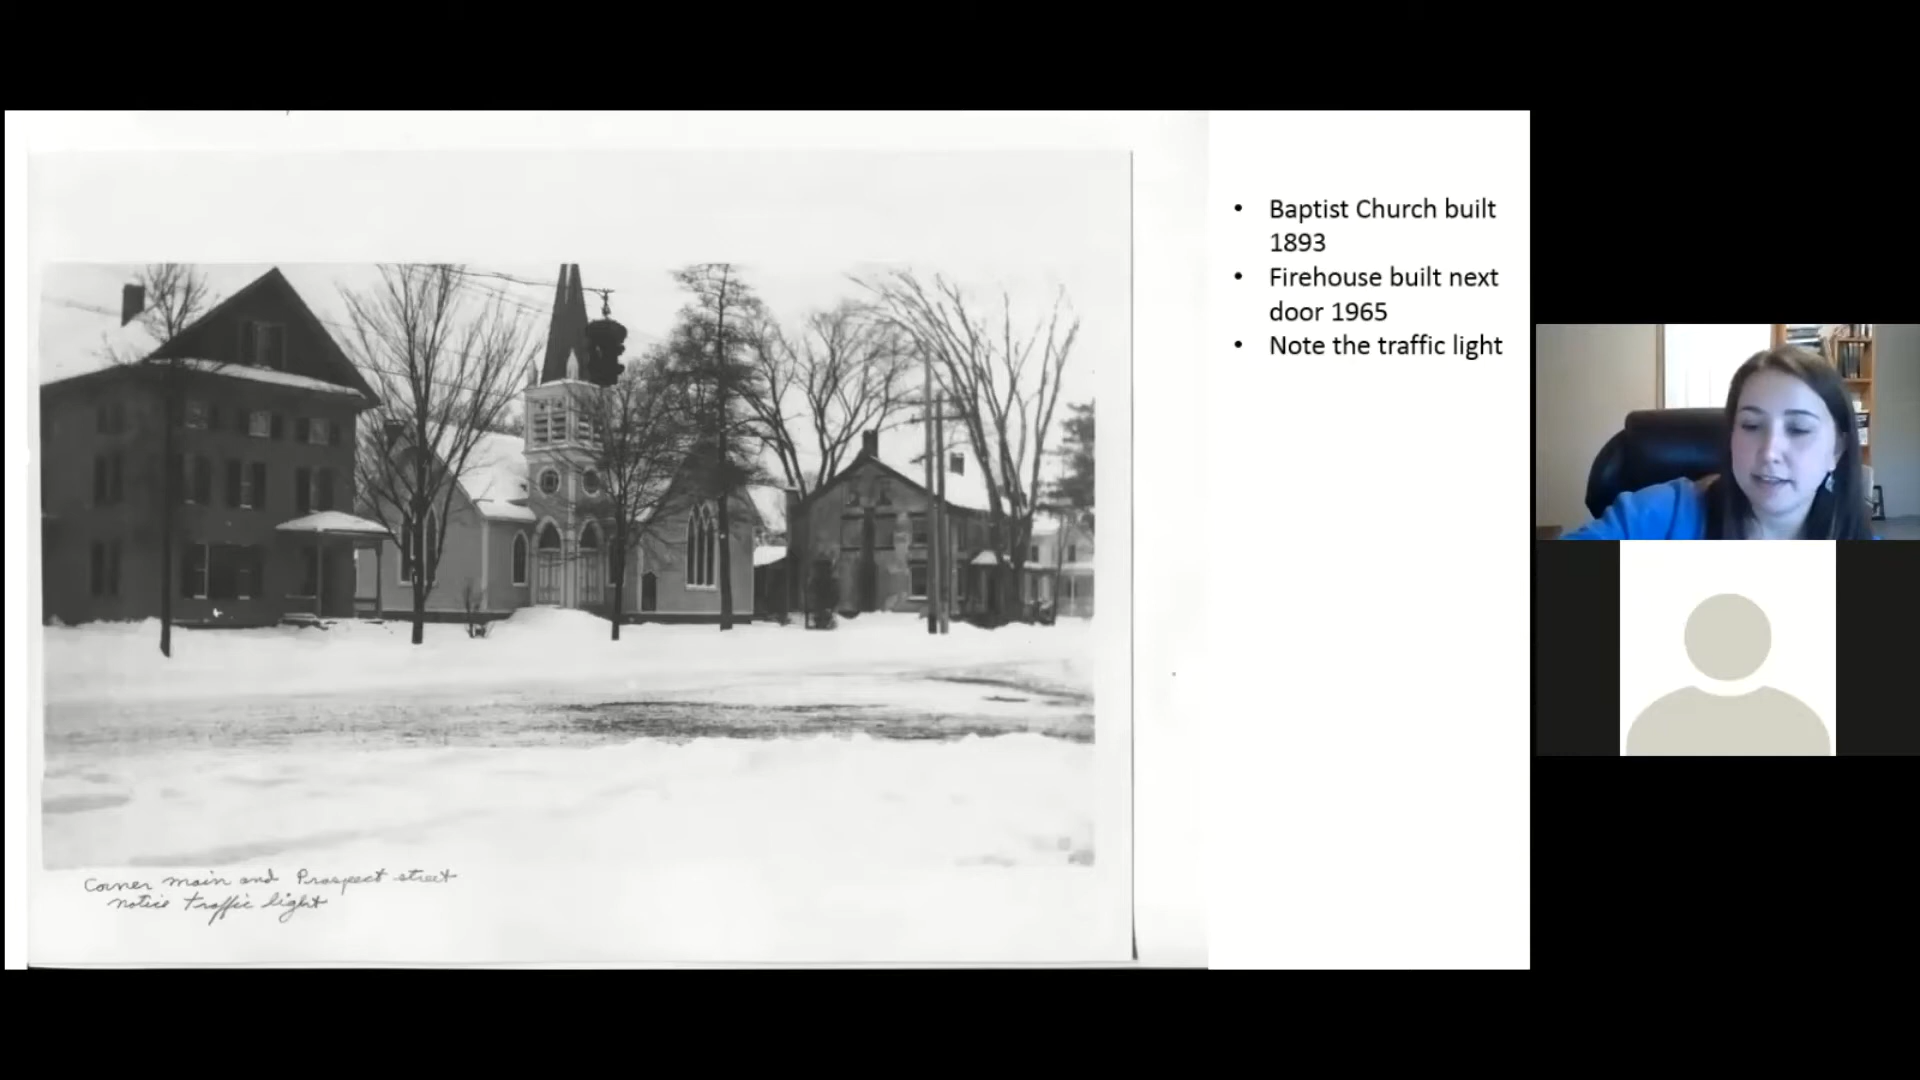 • Baptist Church built
1893
• Firehouse built next
door 1965
• Note the traffic light
Corner main and Prospect street
notice traffic light